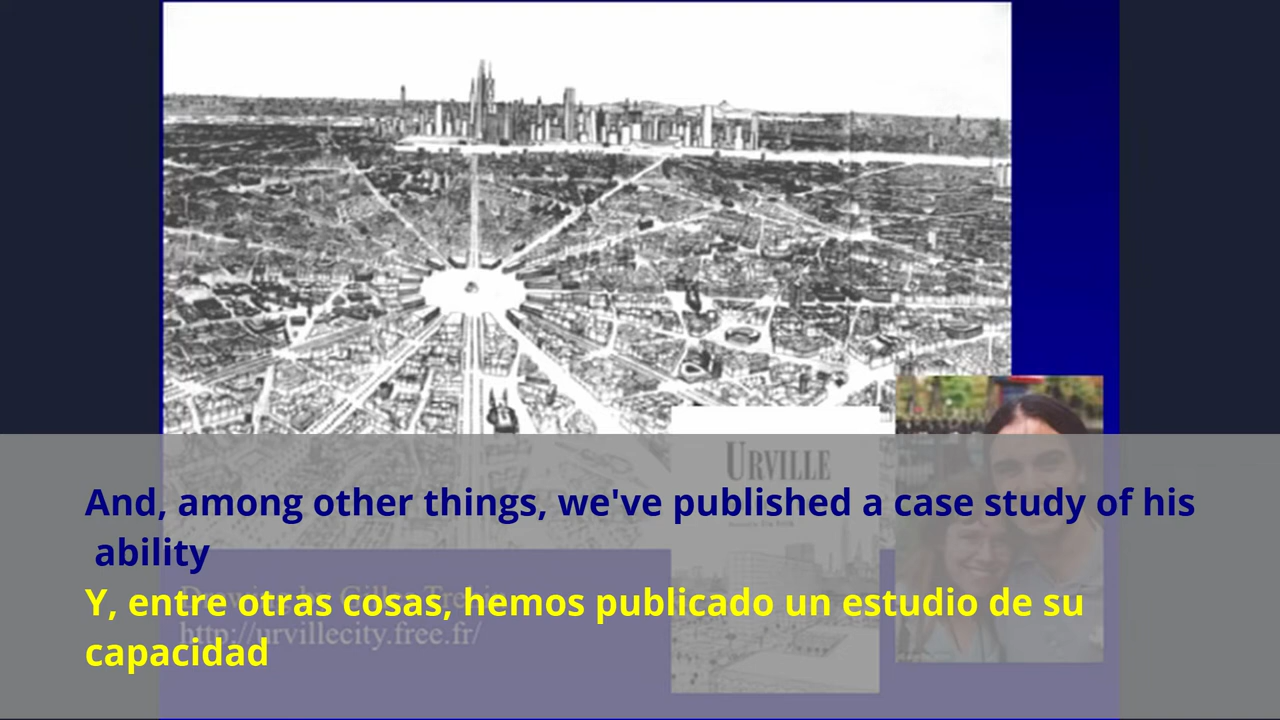 URVILLE
And, among other things, we've published a case study of his
ability
Y, entre otras cosas, hemos publicado un estudio de su
capacidad
http://urvillecity.free.fr/